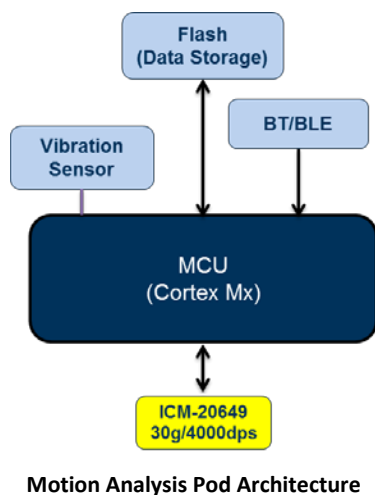 Flash
(Data Storage)
BT/BLE
Vibration
Sensor
MCU
(Cortex Mx)
ICM-20649
30g/4000dps
Motion Analysis Pod Architecture